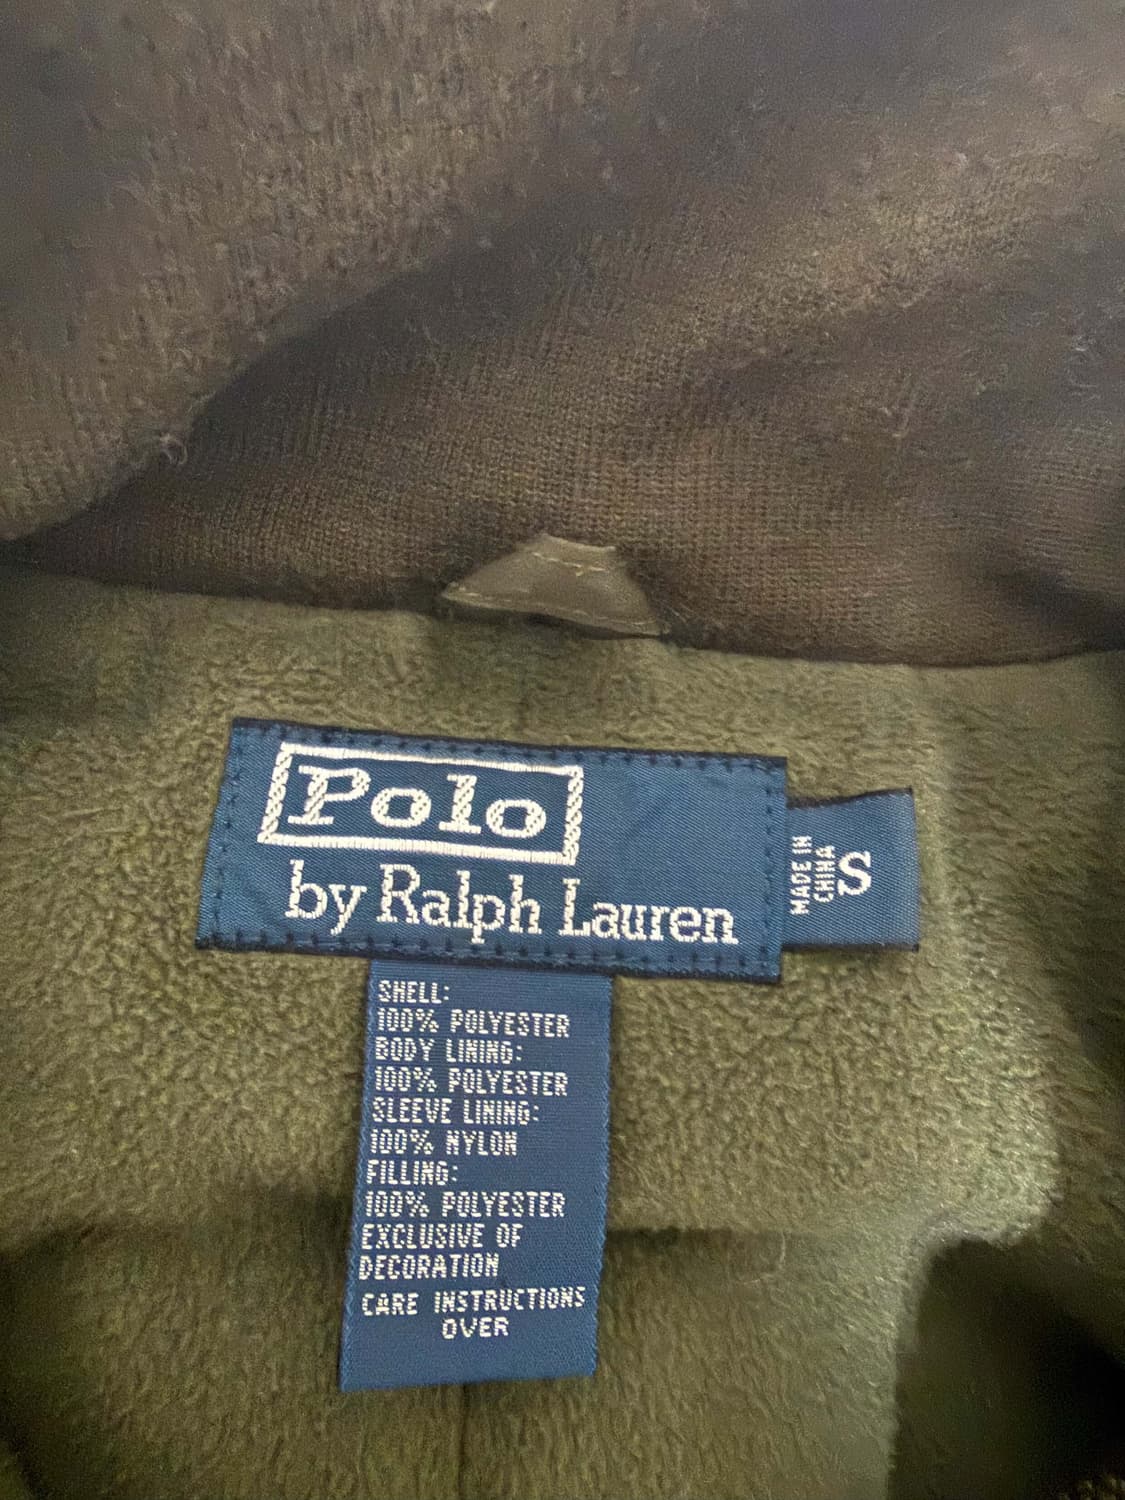 Polo
by Ralph Lauren
MADE IN
CHINA
S
SHELL:
100% POLYESTER
BODY LINING:
100% POLYESTER
SLEEVE LINING:
100% NYLON
FILLING:
100% POLYESTER
EXCLUSIVE OF
DECORATION
CARE INSTRUCTIONS
OVER